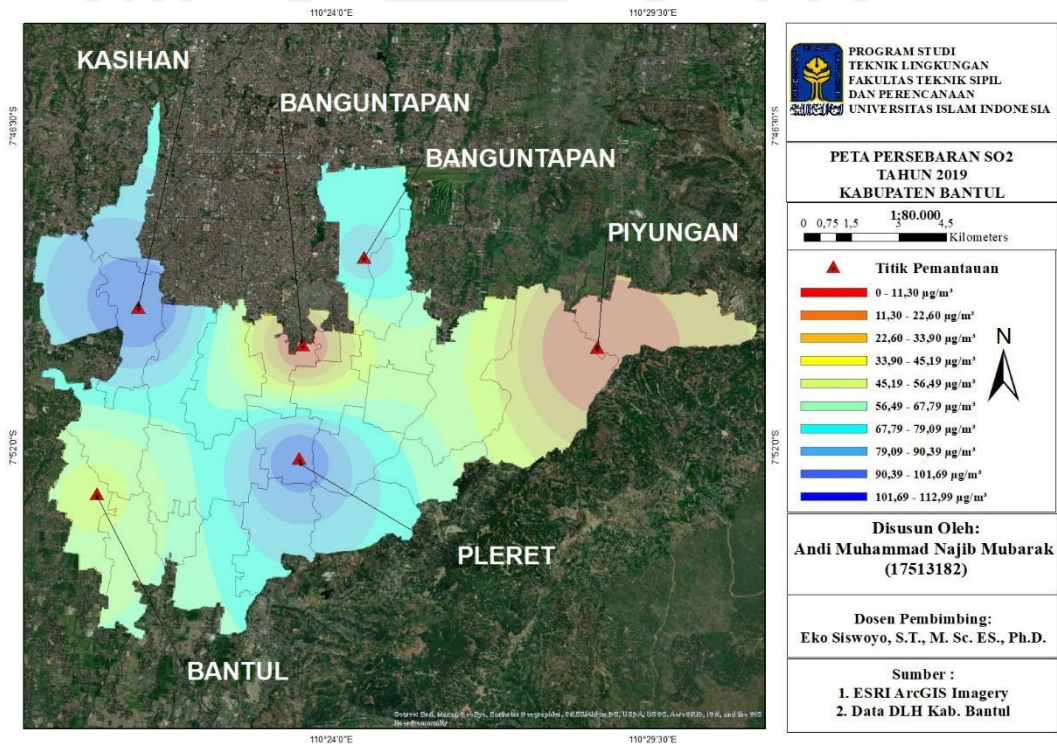 110°24'0"E
110°29'30"E
KASIHAN
BANGUNTAPAN
BANGUNTAPAN
PIYUNGAN
PLERET
BANTUL
7°46'30"S
7°46'30"S
7°52'0"S
7°52'0"S
110°24'0"E
110°29'30"E
PROGRAM STUDI
TEKNIK LINGKUNGAN
FAKULTAS TEKNIK SIPIL
DAN PERENCANAAN
UNIVERSITAS ISLAM INDONESIA
PETA PERSEBARAN SO2
TAHUN 2019
KABUPATEN BANTUL
1:80.000
0 0,75 1,5 3 4,5
Kilometers
Titik Pemantauan
0 - 11,30 µg/m³
11,30 - 22,60 µg/m³
22,60 - 33,90 µg/m³
33,90 - 45,19 µg/m³
45,19 - 56,49 µg/m³
56,49 - 67,79 µg/m³
67,79 - 79,09 µg/m³
79,09 - 90,39 µg/m³
90,39 - 101,69 µg/m³
101,69 - 112,99 µg/m³
N
Disusun Oleh:
Andi Muhammad Najib Mubarak
(17513182)
Dosen Pembimbing:
Eko Siswoyo, S.T., M. Sc. ES., Ph.D.
Sumber :
1. ESRI ArcGIS Imagery
2. Data DLH Kab. Bantul